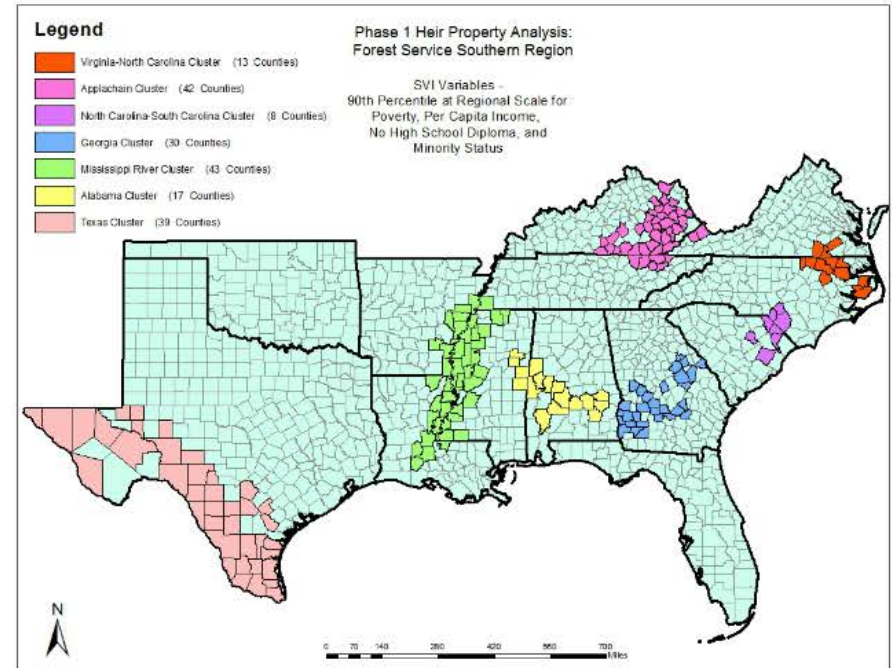 Legend
Virginia-North Carolina Cluster (13 Counties)
Applachain Cluster (42 Counties)
North Carolina-South Carolina Cluster (8 Counties)
Georgia Cluster (30 Counties)
Mississippi River Cluster (43 Counties)
Alabama Cluster (17 Counties)
Texas Cluster (39 Counties)
Phase 1 Heir Property Analysis:
Forest Service Southern Region
SVI Variables -
90th Percentile at Regional Scale for
Poverty, Per Capita Income,
No High School Diploma, and
Minority Status
N
0 70 140 280 420 560 700
Miles